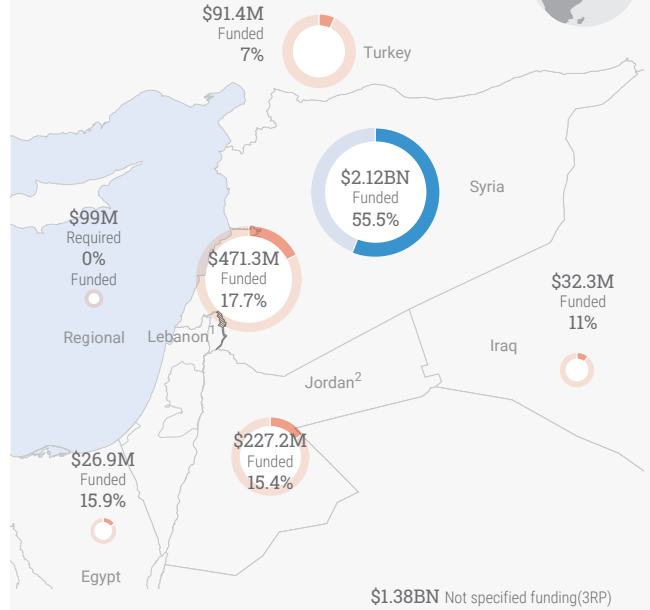 $91.4M
Funded
7%
Turkey
$2.12BN
Funded
55.5%
Syria
$99M
Required
0%
Funded
Regional
$471.3M
Funded
17.7%
Lebanon1
$32.3M
Funded
11%
Iraq
Jordan2
$227.2M
Funded
15.4%
$26.9M
Funded
15.9%
Egypt
$1.38BN Not specified funding(3RP)